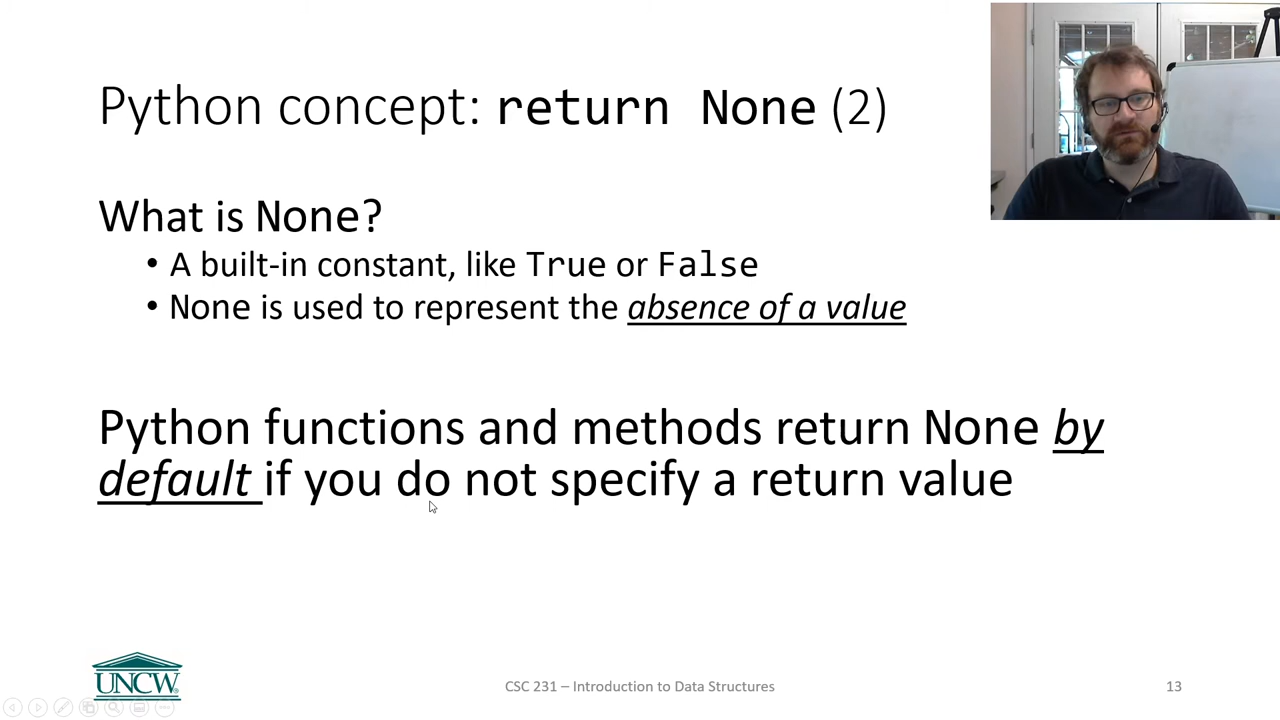 Python concept: return None (2)
What is None?
• A built-in constant, like True or False
• None is used to represent the absence of a value
Python functions and methods return None by
default if you do not specify a return value
UNCW
CSC 231 – Introduction to Data Structures
13